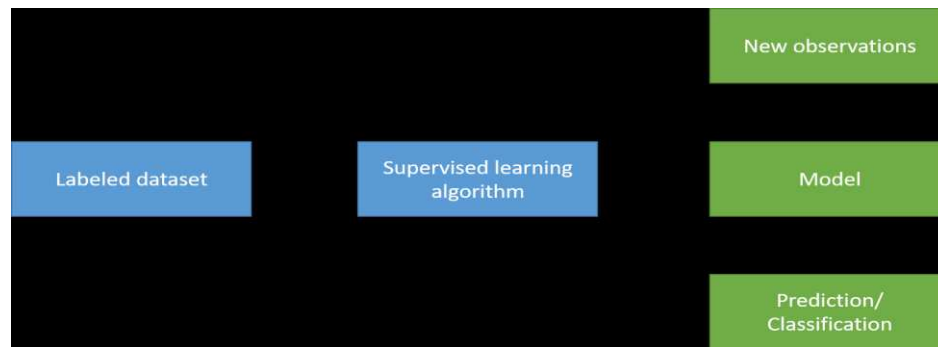 New observations
Labeled dataset
Supervised learning
algorithm
Model
Prediction/
Classification